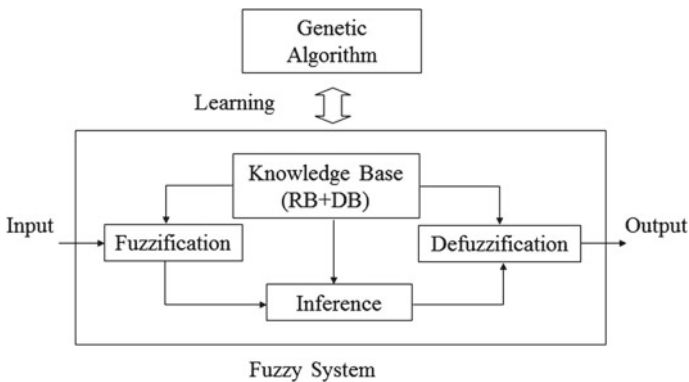 Genetic
Algorithm
Learning
Knowledge Base
(RB+DB)
Input
Fuzzification
Defuzzification
Output
Inference
Fuzzy System